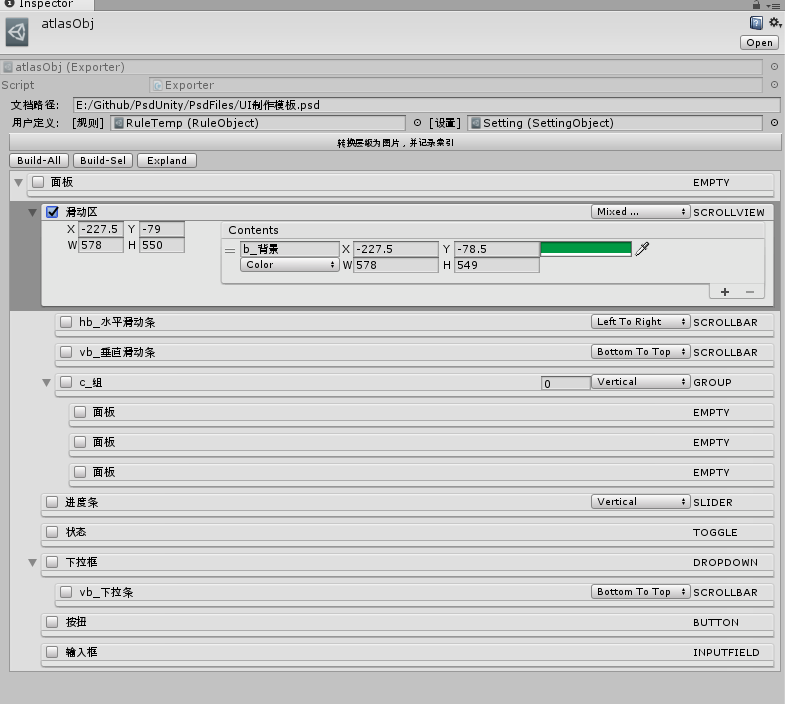 Inspector
atlasObj
Open
atlasObj (Exporter)
Script Exporter
文档路径: E:/Github/PsdUnity/PsdFiles/UI制作模板.psd
用户定义: [规则] RuleTemp (RuleObject) [设置] Setting (SettingObject)
转换层级为图片，并记录索引
Build-All Build-Sel Expland
面板 EMPTY
滑动区 Mixed ... SCROLLVIEW
X -227.5 Y -79 Contents
W 578 H 550 b_背景 X -227.5 Y -78.5
Color W 578 H 549
+ −
hb_水平滑动条 Left To Right SCROLLBAR
vb_垂直滑动条 Bottom To Top SCROLLBAR
c_组 0 Vertical GROUP
面板 EMPTY
面板 EMPTY
面板 EMPTY
进度条 Vertical SLIDER
状态 TOGGLE
下拉框 DROPDOWN
vb_下拉条 Bottom To Top SCROLLBAR
按扭 BUTTON
输入框 INPUTFIELD